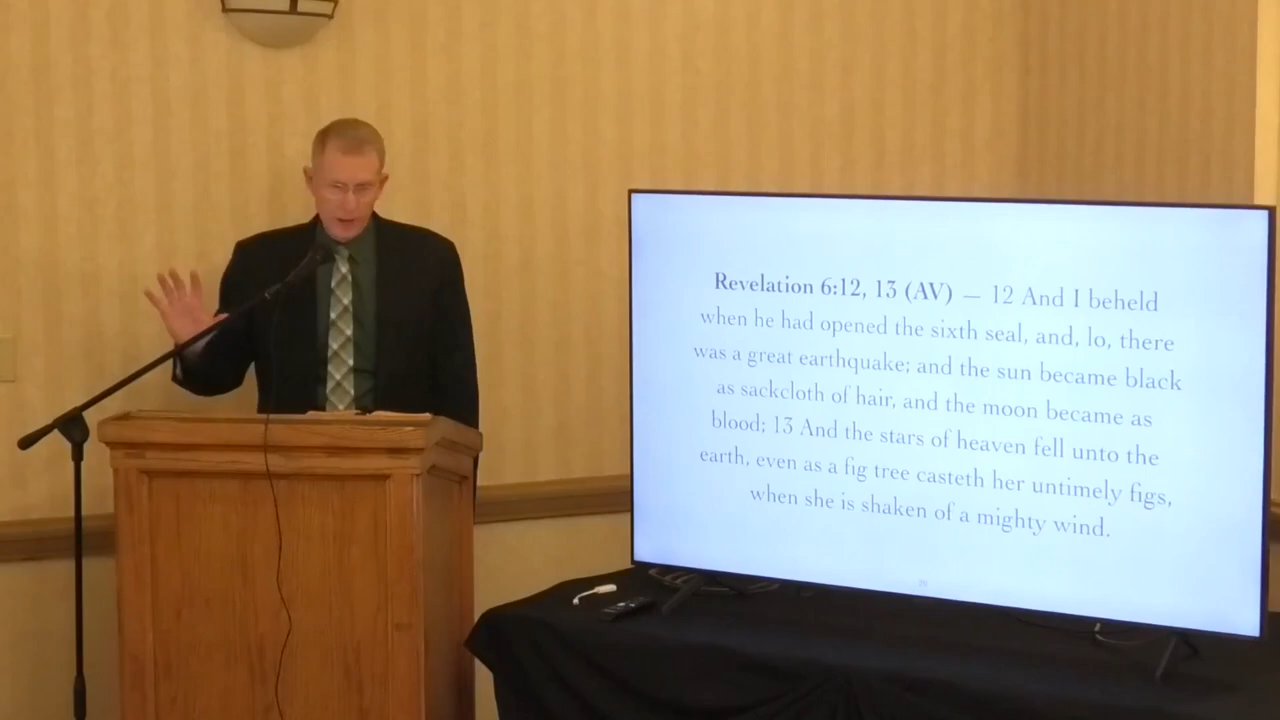 Revelation 6:12, 13 (AV) — 12 And I beheld
when he had opened the sixth seal, and, lo, there
was a great earthquake; and the sun became black
as sackcloth of hair, and the moon became as
blood; 13 And the stars of heaven fell unto the
earth, even as a fig tree casteth her untimely figs,
when she is shaken of a mighty wind.